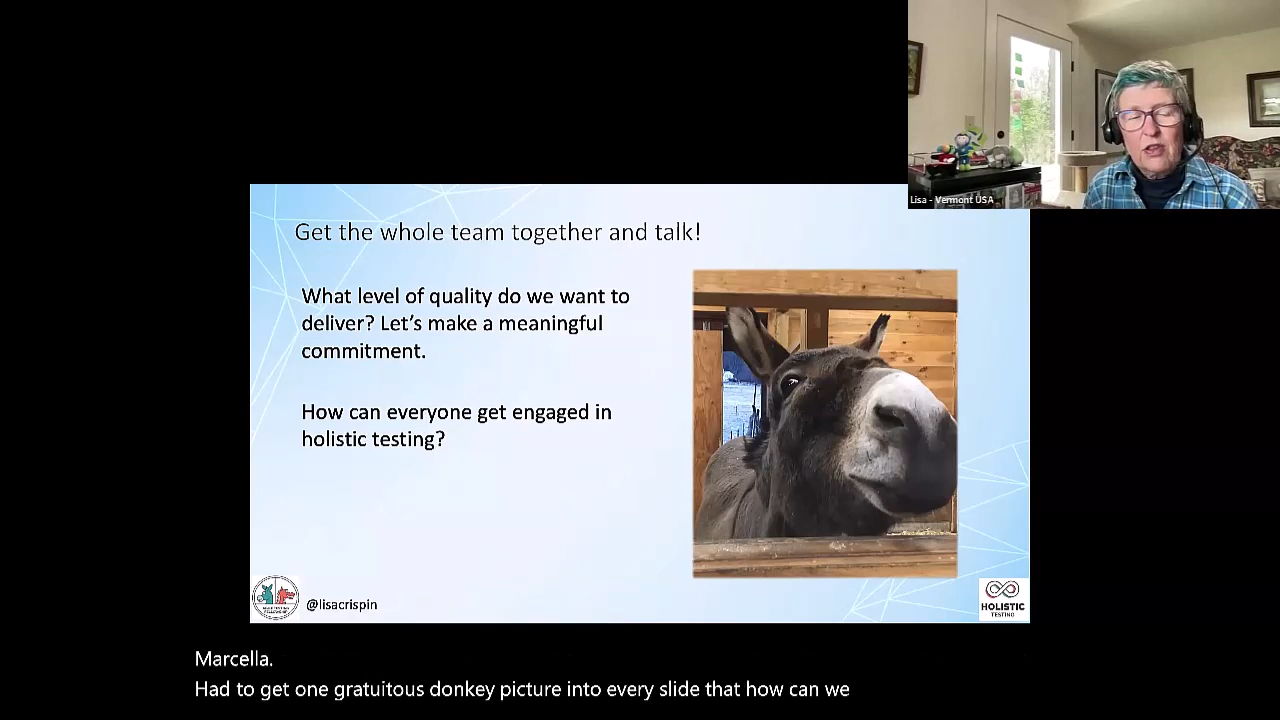 Lisa - Vermont USA
Get the whole team together and talk!
What level of quality do we want to
deliver? Let's make a meaningful
commitment.
How can everyone get engaged in
holistic testing?
@lisacrispin
HOLISTIC
TESTING
Marcella.
Had to get one gratuitous donkey picture into every slide that how can we